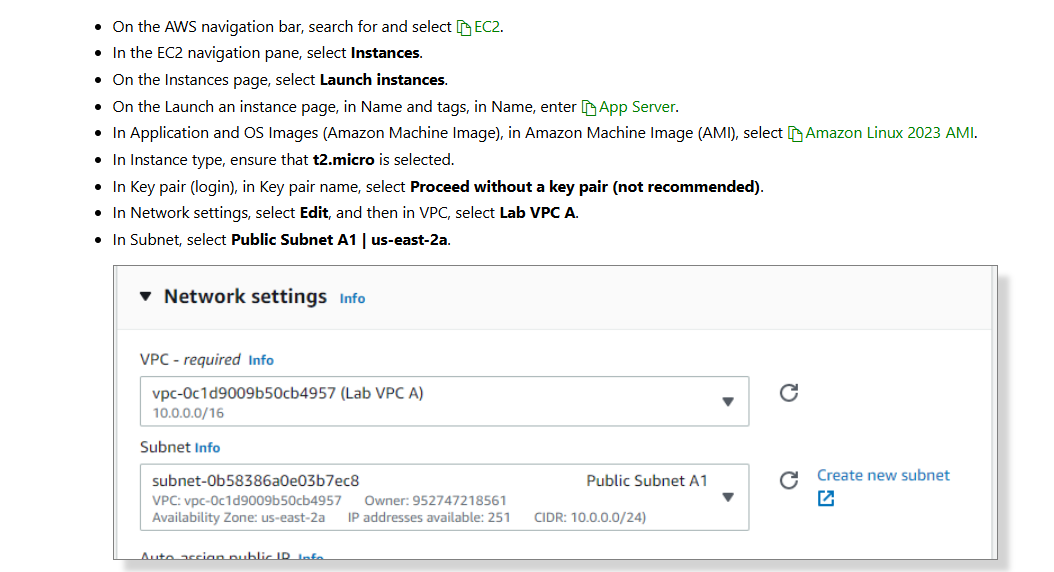 On the AWS navigation bar, search for and select EC2.
In the EC2 navigation pane, select Instances.
On the Instances page, select Launch instances.
On the Launch an instance page, in Name and tags, in Name, enter App Server.
In Application and OS Images (Amazon Machine Image), in Amazon Machine Image (AMI), select Amazon Linux 2023 AMI.
In Instance type, ensure that t2.micro is selected.
In Key pair (login), in Key pair name, select Proceed without a key pair (not recommended).
In Network settings, select Edit, and then in VPC, select Lab VPC A.
In Subnet, select Public Subnet A1 | us-east-2a.
Network settings Info
VPC - required Info
vpc-0c1d9009b50cb4957 (Lab VPC A)
10.0.0.0/16
Subnet Info
subnet-0b58386a0e03b7ec8 Public Subnet A1
VPC: vpc-0c1d9009b50cb4957 Owner: 952747218561
Availability Zone: us-east-2a IP addresses available: 251 CIDR: 10.0.0.0/24)
Create new subnet
Auto-assign public IP Info